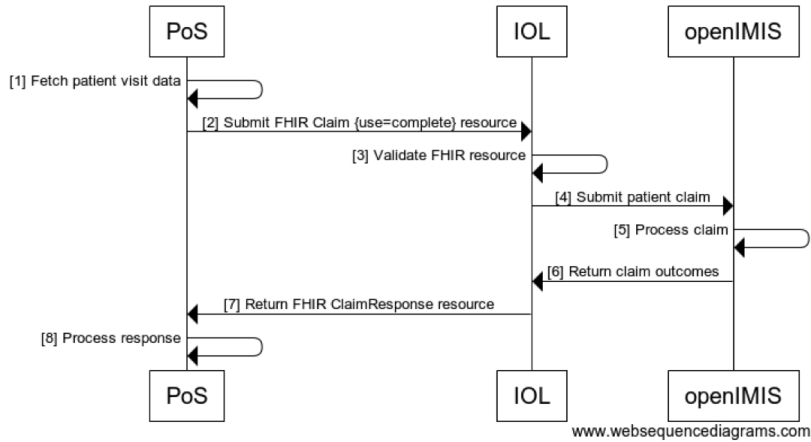 PoS
IOL
openIMIS
[1] Fetch patient visit data
[2] Submit FHIR Claim {use=complete} resource
[3] Validate FHIR resource
[4] Submit patient claim
[5] Process claim
[6] Return claim outcomes
[7] Return FHIR ClaimResponse resource
[8] Process response
PoS
IOL
openIMIS
www.websequencediagrams.com